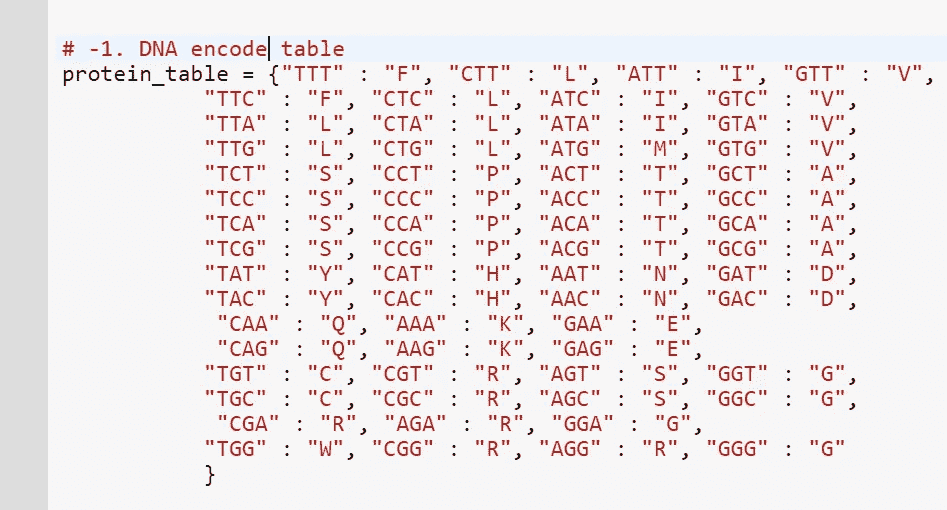 # -1. DNA encode table
protein_table = {"TTT" : "F", "CTT" : "L", "ATT" : "I", "GTT" : "V",
"TTC" : "F", "CTC" : "L", "ATC" : "I", "GTC" : "V",
"TTA" : "L", "CTA" : "L", "ATA" : "I", "GTA" : "V",
"TTG" : "L", "CTG" : "L", "ATG" : "M", "GTG" : "V",
"TCT" : "S", "CCT" : "P", "ACT" : "T", "GCT" : "A",
"TCC" : "S", "CCC" : "P", "ACC" : "T", "GCC" : "A",
"TCA" : "S", "CCA" : "P", "ACA" : "T", "GCA" : "A",
"TCG" : "S", "CCG" : "P", "ACG" : "T", "GCG" : "A",
"TAT" : "Y", "CAT" : "H", "AAT" : "N", "GAT" : "D",
"TAC" : "Y", "CAC" : "H", "AAC" : "N", "GAC" : "D",
"CAA" : "Q", "AAA" : "K", "GAA" : "E",
"CAG" : "Q", "AAG" : "K", "GAG" : "E",
"TGT" : "C", "CGT" : "R", "AGT" : "S", "GGT" : "G",
"TGC" : "C", "CGC" : "R", "AGC" : "S", "GGC" : "G",
"CGA" : "R", "AGA" : "R", "GGA" : "G",
"TGG" : "W", "CGG" : "R", "AGG" : "R", "GGG" : "G"
}